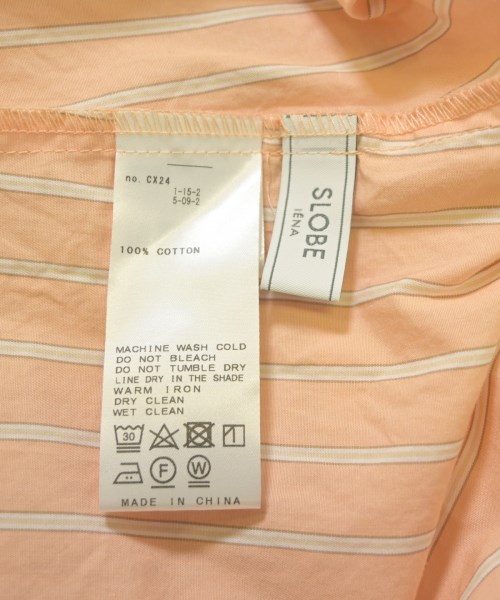 no. CX24
1-15-2
5-09-2
100% COTTON
MACHINE WASH COLD
DO NOT BLEACH
DO NOT TUMBLE DRY
LINE DRY IN THE SHADE
WARM IRON
DRY CLEAN
WET CLEAN
30
F
W
MADE IN CHINA
SLOBE
IÉNA